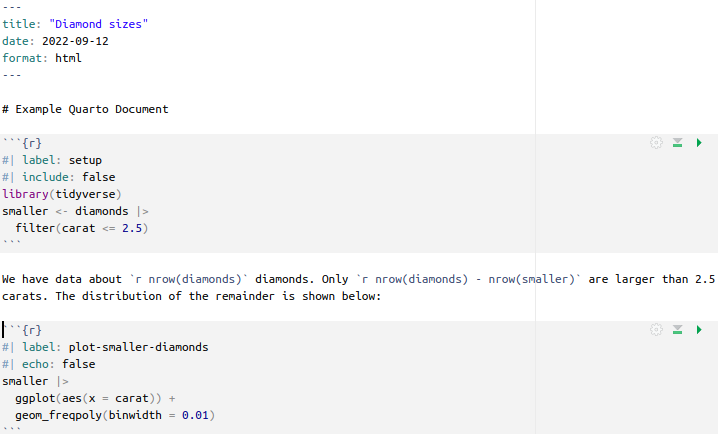 ---
title: "Diamond sizes"
date: 2022-09-12
format: html
---
# Example Quarto Document
```{r}
#| label: setup
#| include: false
library(tidyverse)
smaller <- diamonds |>
  filter(carat <= 2.5)
```
We have data about `r nrow(diamonds)` diamonds. Only `r nrow(diamonds) - nrow(smaller)` are larger than 2.5
carats. The distribution of the remainder is shown below:
```{r}
#| label: plot-smaller-diamonds
#| echo: false
smaller |>
  ggplot(aes(x = carat)) +
  geom_freqpoly(binwidth = 0.01)
```